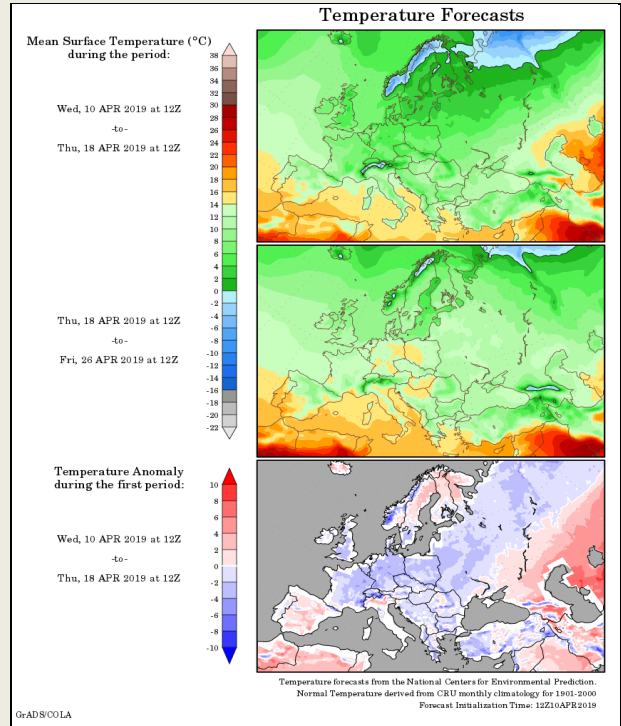 Temperature Forecasts
Mean Surface Temperature (°C)
during the period:
Wed, 10 APR 2019 at 12Z
-to-
Thu, 18 APR 2019 at 12Z
Thu, 18 APR 2019 at 12Z
-to-
Fri, 26 APR 2019 at 12Z
38
36
34
32
30
28
26
24
22
20
18
16
14
12
10
8
6
4
2
0
-2
-4
-6
-8
-10
-12
-14
-16
-18
-20
-22
Temperature Anomaly
during the first period:
Wed, 10 APR 2019 at 12Z
-to-
Thu, 18 APR 2019 at 12Z
10
8
6
4
2
0
-2
-4
-6
-8
-10
Temperature forecasts from the National Centers for Environmental Prediction.
Normal Temperature derived from CRU monthly climatology for 1901-2000
Forecast Initialization Time: 12Z10APR2019
GrADS/COLA